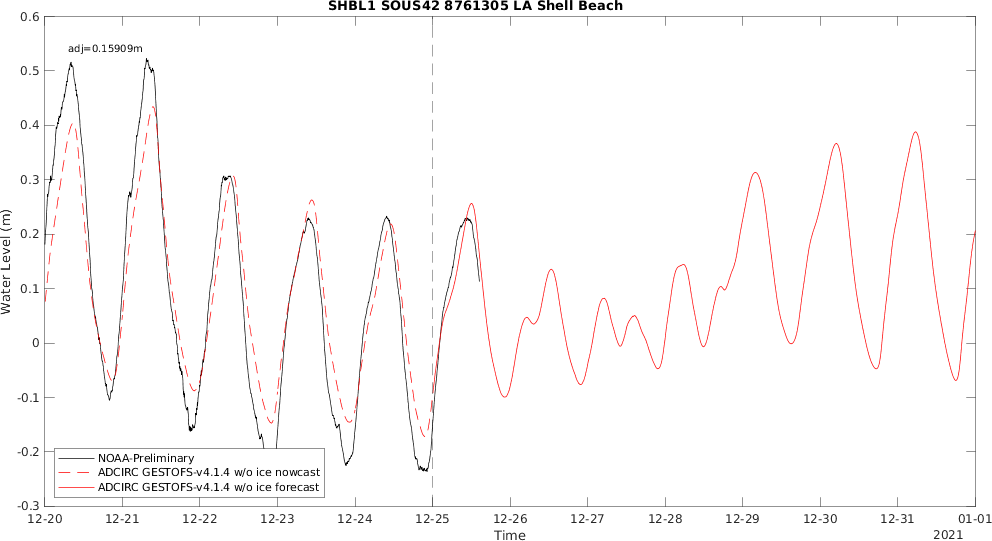 SHBL1 SOUS42 8761305 LA Shell Beach
adj=0.15909m
0.6
0.5
0.4
0.3
0.2
0.1
0
-0.1
-0.2
-0.3
Water Level (m)
NOAA-Preliminary
ADCIRC GESTOFS-v4.1.4 w/o ice nowcast
ADCIRC GESTOFS-v4.1.4 w/o ice forecast
12-20 12-21 12-22 12-23 12-24 12-25 12-26 12-27 12-28 12-29 12-30 12-31 01-01
Time
2021